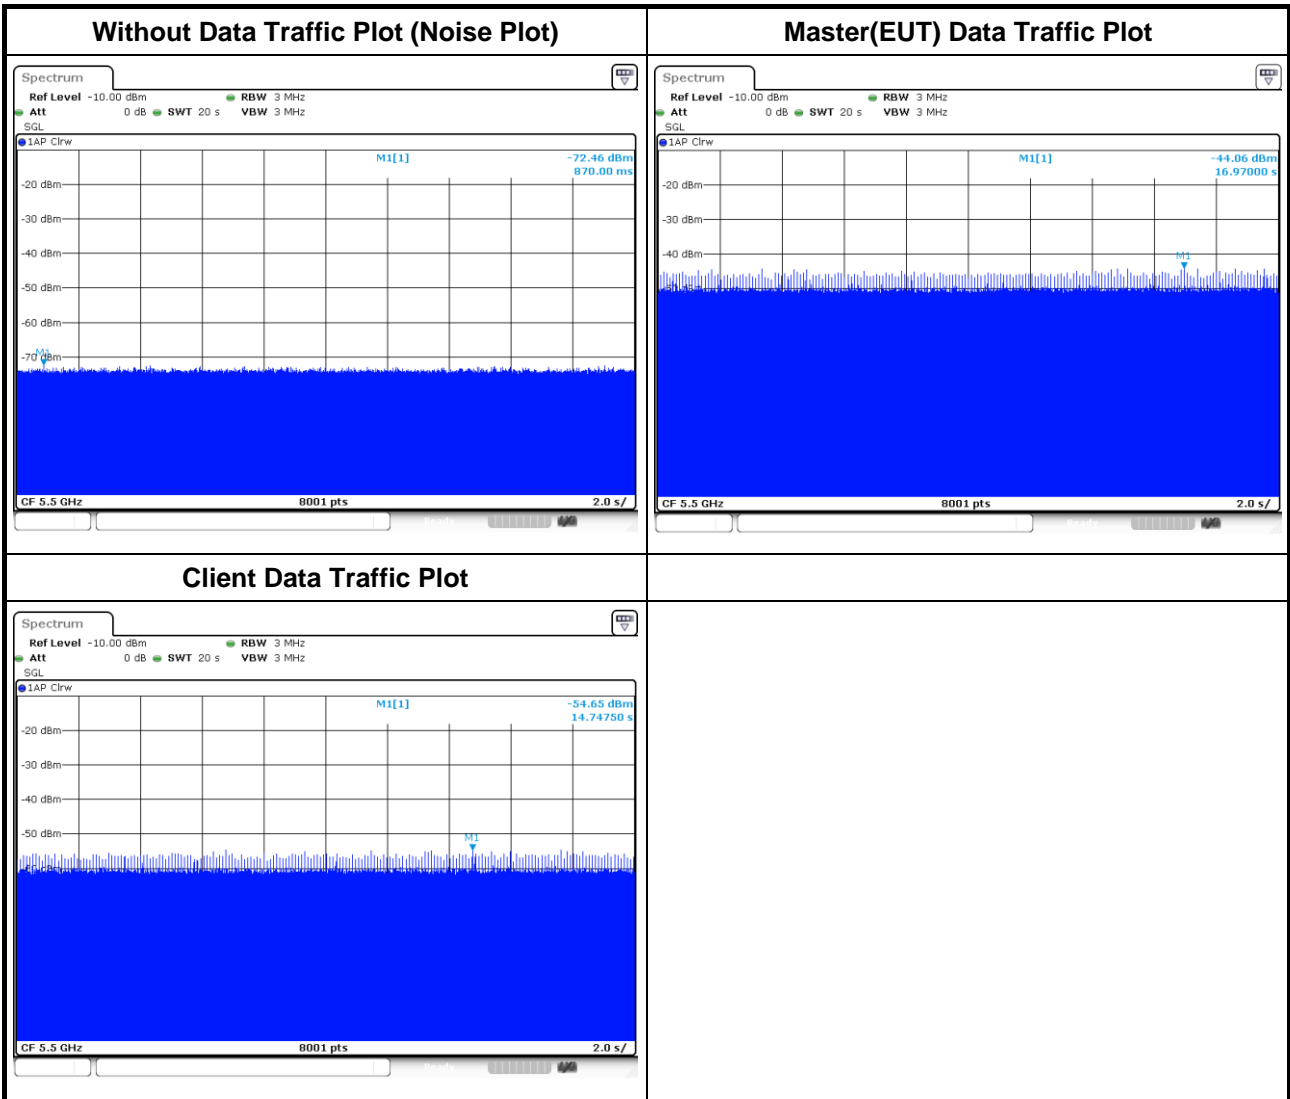 Without Data Traffic Plot (Noise Plot)
Spectrum
Ref Level -10.00 dBm RBW 3 MHz
Att 0 dB SWT 20 s VBW 3 MHz
SGL
1AP Clrw
M1[1] -72.46 dBm
870.00 ms
-20 dBm
-30 dBm
-40 dBm
-50 dBm
-60 dBm
M1
-70 dBm
CF 5.5 GHz 8001 pts 2.0 s/
Ready
Master(EUT) Data Traffic Plot
Spectrum
Ref Level -10.00 dBm RBW 3 MHz
Att 0 dB SWT 20 s VBW 3 MHz
SGL
1AP Clrw
M1[1] -44.06 dBm
16.97000 s
-20 dBm
-30 dBm
-40 dBm
M1
CF 5.5 GHz 8001 pts 2.0 s/
Ready
Client Data Traffic Plot
Spectrum
Ref Level -10.00 dBm RBW 3 MHz
Att 0 dB SWT 20 s VBW 3 MHz
SGL
1AP Clrw
M1[1] -54.65 dBm
14.74750 s
-20 dBm
-30 dBm
-40 dBm
-50 dBm
M1
CF 5.5 GHz 8001 pts 2.0 s/
Ready